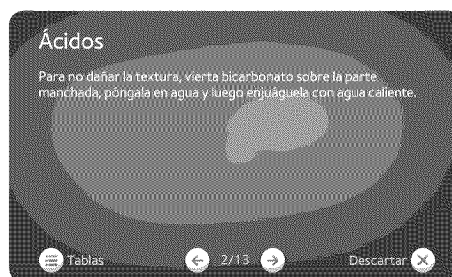 Ácidos
Para no dañar la textura, vierta bicarbonato sobre la parte
manchada, póngala en agua y luego enjuáguela con agua caliente.
Tablas
2/13
Descartar